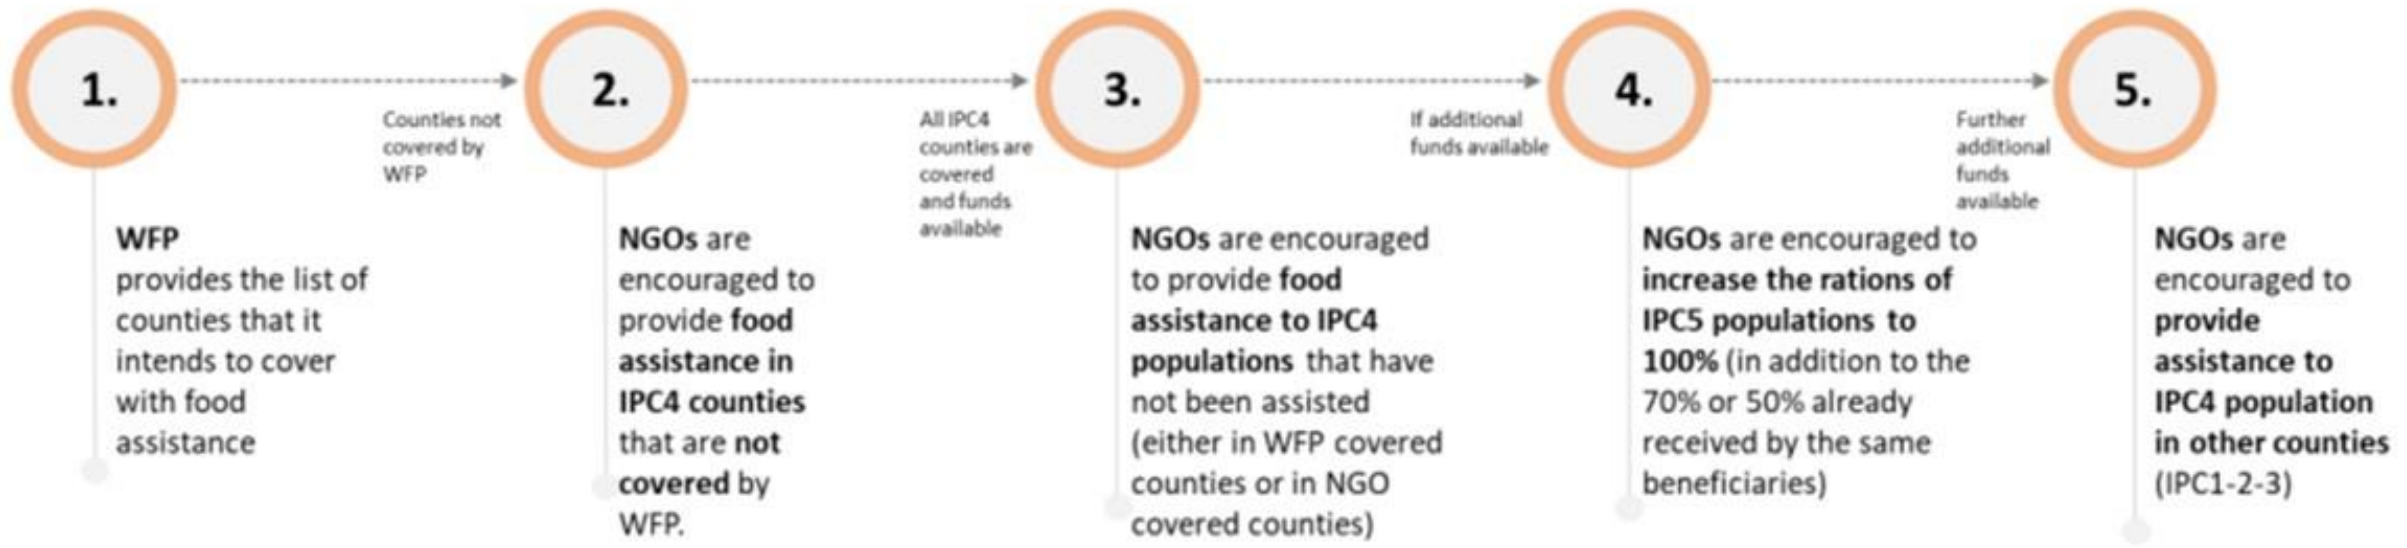 1.
Counties not
covered by
WFP
2.
All IPC4
counties are
covered
and funds
available
3.
If additional
funds available
4.
Further
additional
funds
available
5.
WFP
provides the list of
counties that it
intends to cover
with food
assistance
NGOs are
encouraged to
provide food
assistance in
IPC4 counties
that are not
covered by
WFP.
NGOs are encouraged
to provide food
assistance to IPC4
populations that have
not been assisted
(either in WFP covered
counties or in NGO
covered counties)
NGOs are encouraged to
increase the rations of
IPC5 populations to
100% (in addition to the
70% or 50% already
received by the same
beneficiaries)
NGOs are
encouraged to
provide
assistance to
IPC4 population
in other counties
(IPC1-2-3)